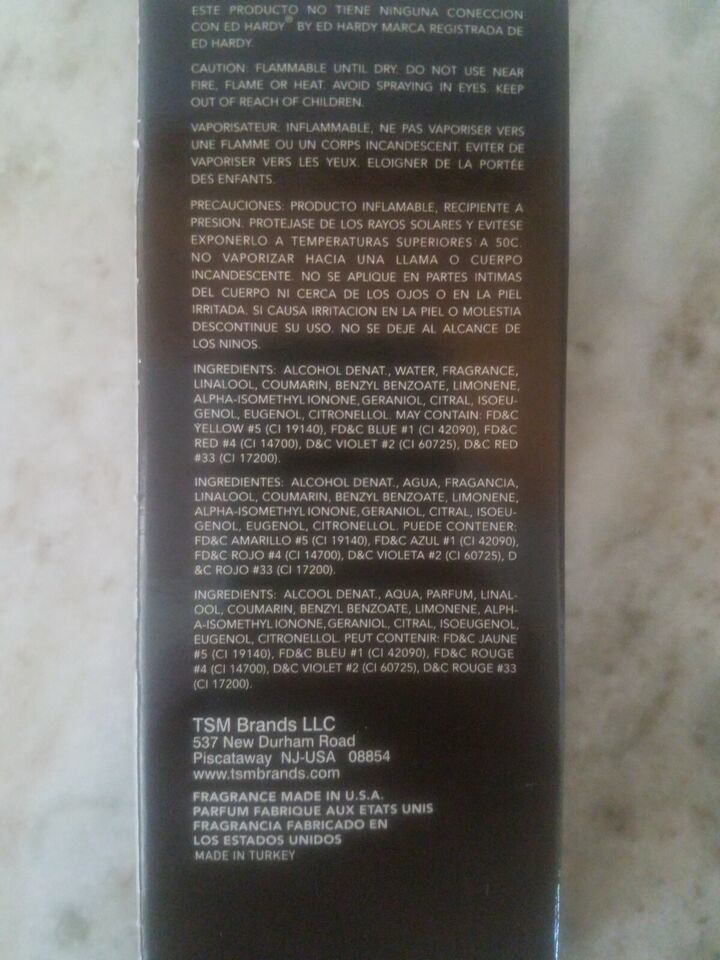 ESTE PRODUCTO NO TIENE NINGUNA CONECCION
CON ED HARDY® BY ED HARDY MARCA REGISTRADA DE
ED HARDY.
CAUTION: FLAMMABLE UNTIL DRY. DO NOT USE NEAR
FIRE, FLAME OR HEAT. AVOID SPRAYING IN EYES. KEEP
OUT OF REACH OF CHILDREN.
VAPORISATEUR: INFLAMMABLE, NE PAS VAPORISER VERS
UNE FLAMME OU UN CORPS INCANDESCENT. EVITER DE
VAPORISER VERS LES YEUX. ELOIGNER DE LA PORTÉE
DES ENFANTS.
PRECAUCIONES: PRODUCTO INFLAMABLE, RECIPIENTE A
PRESION. PROTEJASE DE LOS RAYOS SOLARES Y EVITESE
EXPONERLO A TEMPERATURAS SUPERIORES A 50C.
NO VAPORIZAR HACIA UNA LLAMA O CUERPO
INCANDESCENTE. NO SE APLIQUE EN PARTES INTIMAS
DEL CUERPO NI CERCA DE LOS OJOS O EN LA PIEL
IRRITADA. SI CAUSA IRRITACION EN LA PIEL O MOLESTIA
DESCONTINUE SU USO. NO SE DEJE AL ALCANCE DE
LOS NINOS.
INGREDIENTS: ALCOHOL DENAT., WATER, FRAGRANCE,
LINALOOL, COUMARIN, BENZYL BENZOATE, LIMONENE,
ALPHA-ISOMETHYL IONONE, GERANIOL, CITRAL, ISOEU-
GENOL, EUGENOL, CITRONELLOL. MAY CONTAIN: FD&C
YELLOW #5 (CI 19140), FD&C BLUE #1 (CI 42090), FD&C
RED #4 (CI 14700), D&C VIOLET #2 (CI 60725), D&C RED
#33 (CI 17200).
INGREDIENTES: ALCOHOL DENAT., AGUA, FRAGANCIA,
LINALOOL, COUMARIN, BENZYL BENZOATE, LIMONENE,
ALPHA-ISOMETHYL IONONE, GERANIOL, CITRAL, ISOEU-
GENOL, EUGENOL, CITRONELLOL. PUEDE CONTENER:
FD&C AMARILLO #5 (CI 19140), FD&C AZUL #1 (CI 42090),
FD&C ROJO #4 (CI 14700), D&C VIOLETA #2 (CI 60725), D
&C ROJO #33 (CI 17200).
INGREDIENTS: ALCOOL DENAT., AQUA, PARFUM, LINAL-
OOL, COUMARIN, BENZYL BENZOATE, LIMONENE, ALPH-
A-ISOMETHYL IONONE, GERANIOL, CITRAL, ISOEUGENOL,
EUGENOL, CITRONELLOL. PEUT CONTENIR: FD&C JAUNE
#5 (CI 19140), FD&C BLEU #1 (CI 42090), FD&C ROUGE
#4 (CI 14700), D&C VIOLET #2 (CI 60725), D&C ROUGE #33
(CI 17200).
TSM Brands LLC
537 New Durham Road
Piscataway NJ-USA 08854
www.tsmbrands.com
FRAGRANCE MADE IN U.S.A.
PARFUM FABRIQUE AUX ETATS UNIS
FRAGRANCIA FABRICADO EN
LOS ESTADOS UNIDOS
MADE IN TURKEY